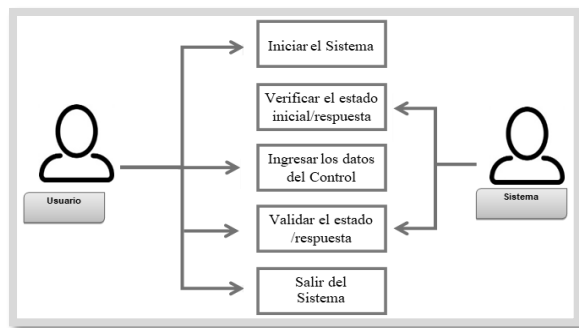 Iniciar el Sistema
Verificar el estado
inicial/respuesta
Ingresar los datos
del Control
Validar el estado
/respuesta
Salir del
Sistema
Usuario
Sistema